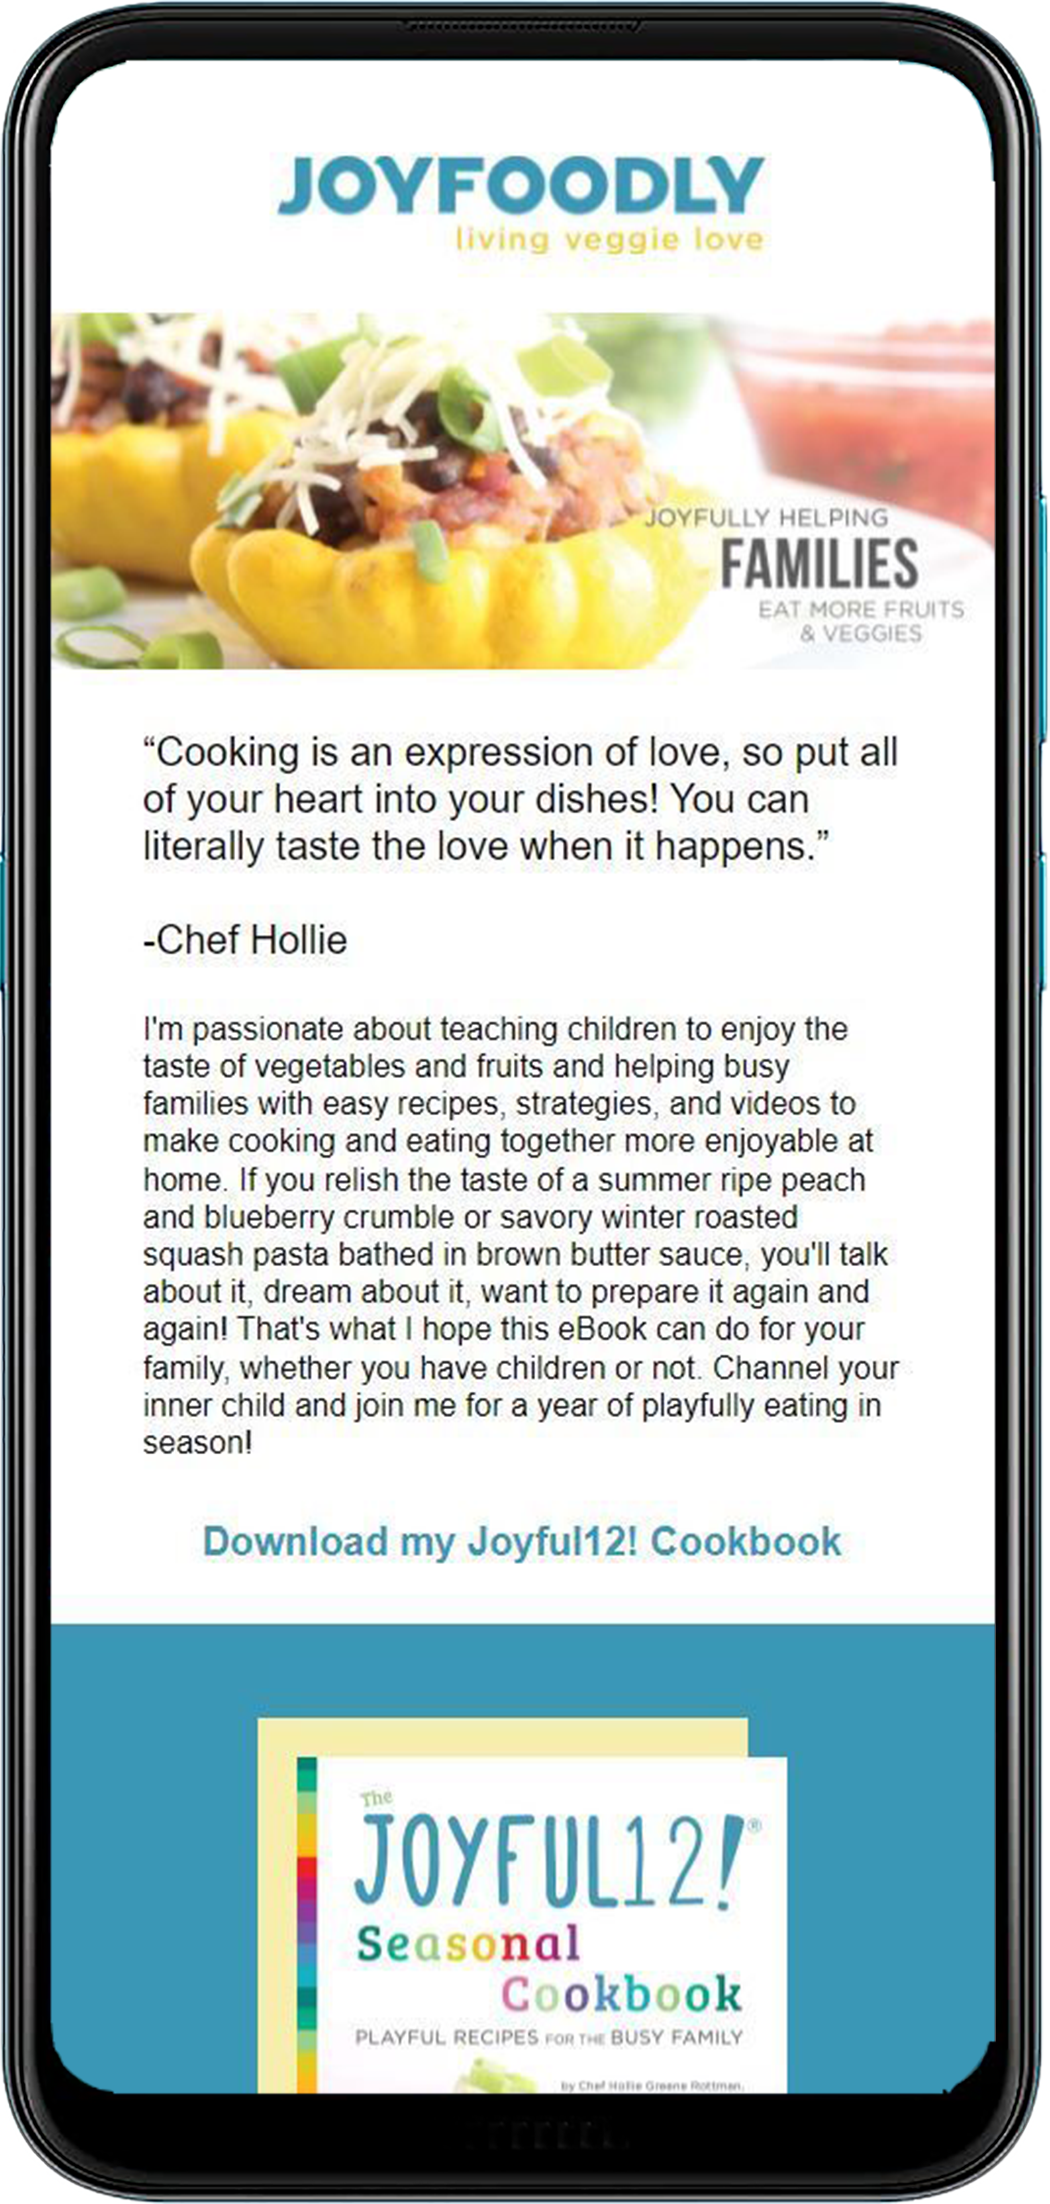 JOYFOODLY
living veggie love
JOYFULLY HELPING
FAMILIES
EAT MORE FRUITS
& VEGGIES
“Cooking is an expression of love, so put all
of your heart into your dishes! You can
literally taste the love when it happens.”
-Chef Hollie
I'm passionate about teaching children to enjoy the
taste of vegetables and fruits and helping busy
families with easy recipes, strategies, and videos to
make cooking and eating together more enjoyable at
home. If you relish the taste of a summer ripe peach
and blueberry crumble or savory winter roasted
squash pasta bathed in brown butter sauce, you'll talk
about it, dream about it, want to prepare it again and
again! That's what I hope this eBook can do for your
family, whether you have children or not. Channel your
inner child and join me for a year of playfully eating in
season!
Download my Joyful12! Cookbook
The
JOYFUL12!®
Seasonal
Cookbook
PLAYFUL RECIPES FOR THE BUSY FAMILY
by Chef Hollie Greene Rottman,